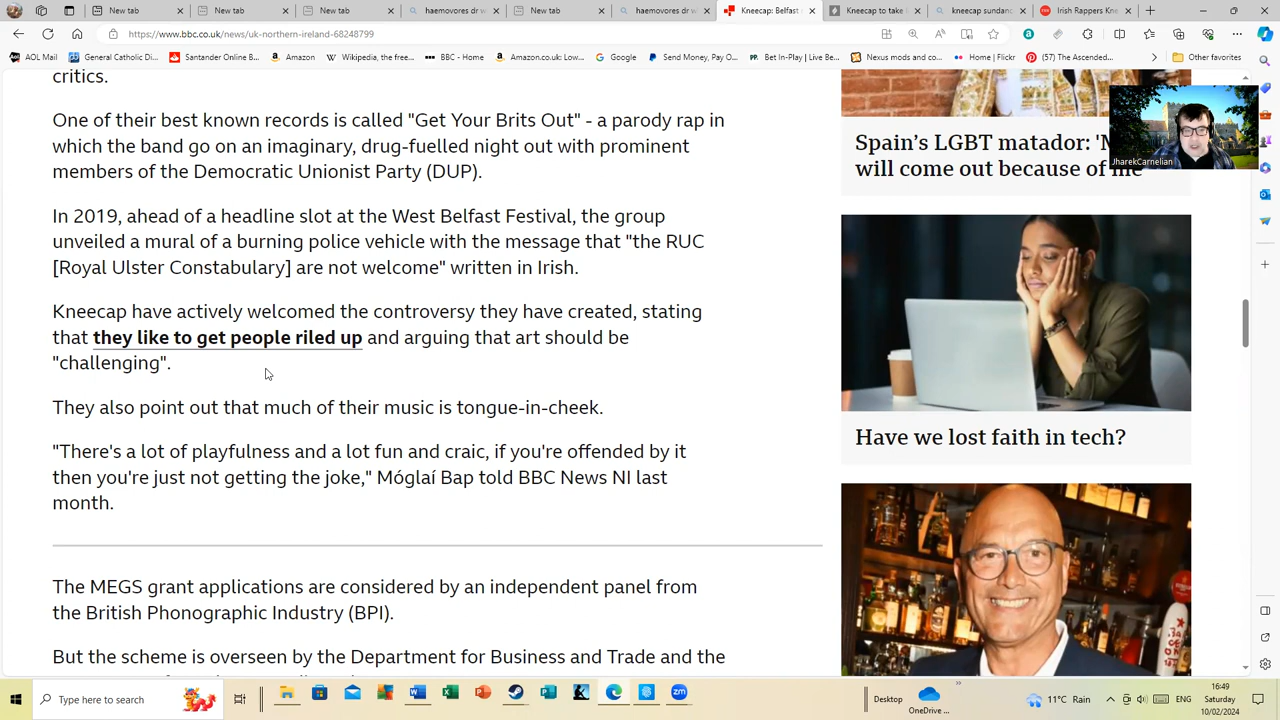 New tab
New tab
New tab
haemovores dr w
New tab
haemovores dr w
Kneecap: Belfast
Kneecap to take
kneecap sundanc
Irish Rappers Kne
https://www.bbc.co.uk/news/uk-northern-ireland-68248799
AOL Mail
General Catholic Di...
Santander Online B...
Amazon
Wikipedia, the free...
BBC - Home
Amazon.co.uk: Low...
Google
Send Money, Pay O...
Bet In-Play | Live Be...
Nexus mods and co...
Home | Flickr
(57) The Ascended...
Other favorites
critics.
One of their best known records is called "Get Your Brits Out" - a parody rap in
which the band go on an imaginary, drug-fuelled night out with prominent
members of the Democratic Unionist Party (DUP).
In 2019, ahead of a headline slot at the West Belfast Festival, the group
unveiled a mural of a burning police vehicle with the message that "the RUC
[Royal Ulster Constabulary] are not welcome" written in Irish.
Kneecap have actively welcomed the controversy they have created, stating
that they like to get people riled up and arguing that art should be
"challenging".
They also point out that much of their music is tongue-in-cheek.
"There's a lot of playfulness and a lot fun and craic, if you're offended by it
then you're just not getting the joke," Móglaí Bap told BBC News NI last
month.
The MEGS grant applications are considered by an independent panel from
the British Phonographic Industry (BPI).
But the scheme is overseen by the Department for Business and Trade and the
Spain's LGBT matador: '
will come out because of me'
JharekCarnelian
Have we lost faith in tech?
Type here to search
Desktop
OneDrive ...
11°C Rain
ENG
16:49
Saturday
10/02/2024